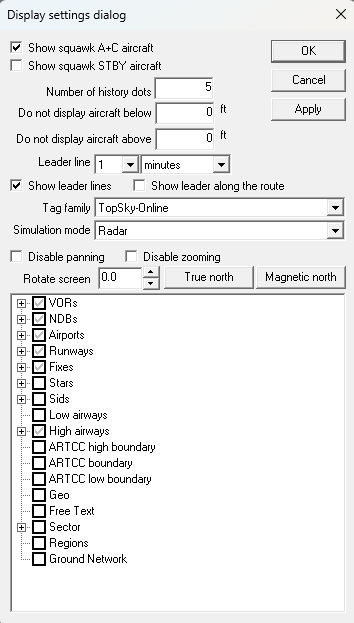 Display settings dialog
Show squawk A+C aircraft
OK
Show squawk STBY aircraft
Cancel
Number of history dots 5
Do not display aircraft below 0 ft
Apply
Do not display aircraft above 0 ft
Leader line 1 minutes
Show leader lines Show leader along the route
Tag family TopSky-Online
Simulation mode Radar
Disable panning Disable zooming
Rotate screen 0.0 True north Magnetic north
VORs
NDBs
Airports
Runways
Fixes
Stars
Sids
Low airways
High airways
ARTCC high boundary
ARTCC boundary
ARTCC low boundary
Geo
Free Text
Sector
Regions
Ground Network